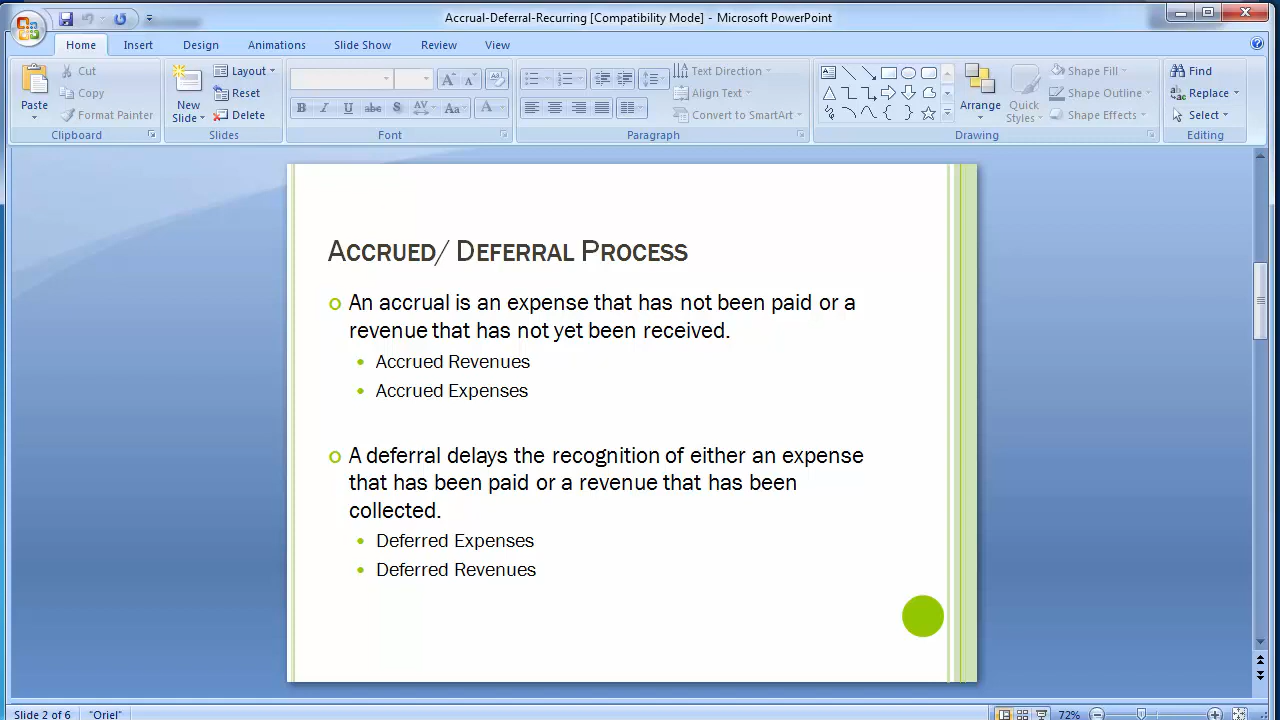 Accrual-Deferral-Recurring [Compatibility Mode] - Microsoft PowerPoint
Home Insert Design Animations Slide Show Review View
Paste
Cut
Copy
Format Painter
Clipboard
New
Slide
Layout
Reset
Delete
Slides
B I U abc S AV Aa A
Font
Text Direction
Align Text
Convert to SmartArt
Paragraph
Arrange
Quick
Styles
Shape Fill
Shape Outline
Shape Effects
Drawing
Find
Replace
Select
Editing
ACCRUED/ DEFERRAL PROCESS
An accrual is an expense that has not been paid or a
revenue that has not yet been received.
• Accrued Revenues
• Accrued Expenses
A deferral delays the recognition of either an expense
that has been paid or a revenue that has been
collected.
• Deferred Expenses
• Deferred Revenues
Slide 2 of 6 "Oriel" 72%